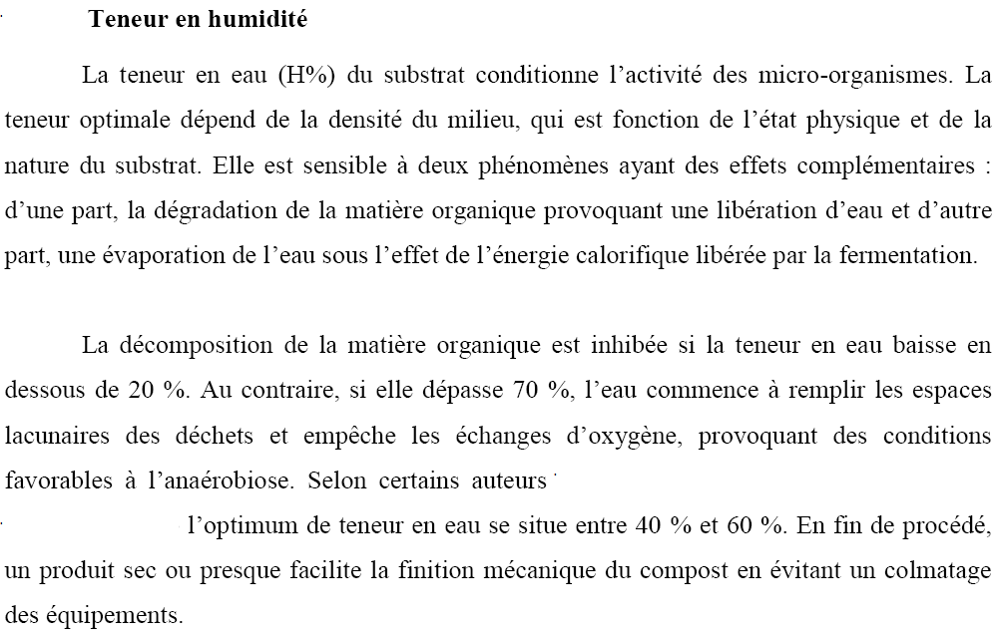 Teneur en humidité
La teneur en eau (H%) du substrat conditionne l’activité des micro-organismes. La
teneur optimale dépend de la densité du milieu, qui est fonction de l’état physique et de la
nature du substrat. Elle est sensible à deux phénomènes ayant des effets complémentaires :
d’une part, la dégradation de la matière organique provoquant une libération d’eau et d’autre
part, une évaporation de l’eau sous l’effet de l’énergie calorifique libérée par la fermentation.
La décomposition de la matière organique est inhibée si la teneur en eau baisse en
dessous de 20 %. Au contraire, si elle dépasse 70 %, l’eau commence à remplir les espaces
lacunaires des déchets et empêche les échanges d’oxygène, provoquant des conditions
favorables à l’anaérobiose. Selon certains auteurs
l’optimum de teneur en eau se situe entre 40 % et 60 %. En fin de procédé,
un produit sec ou presque facilite la finition mécanique du compost en évitant un colmatage
des équipements.